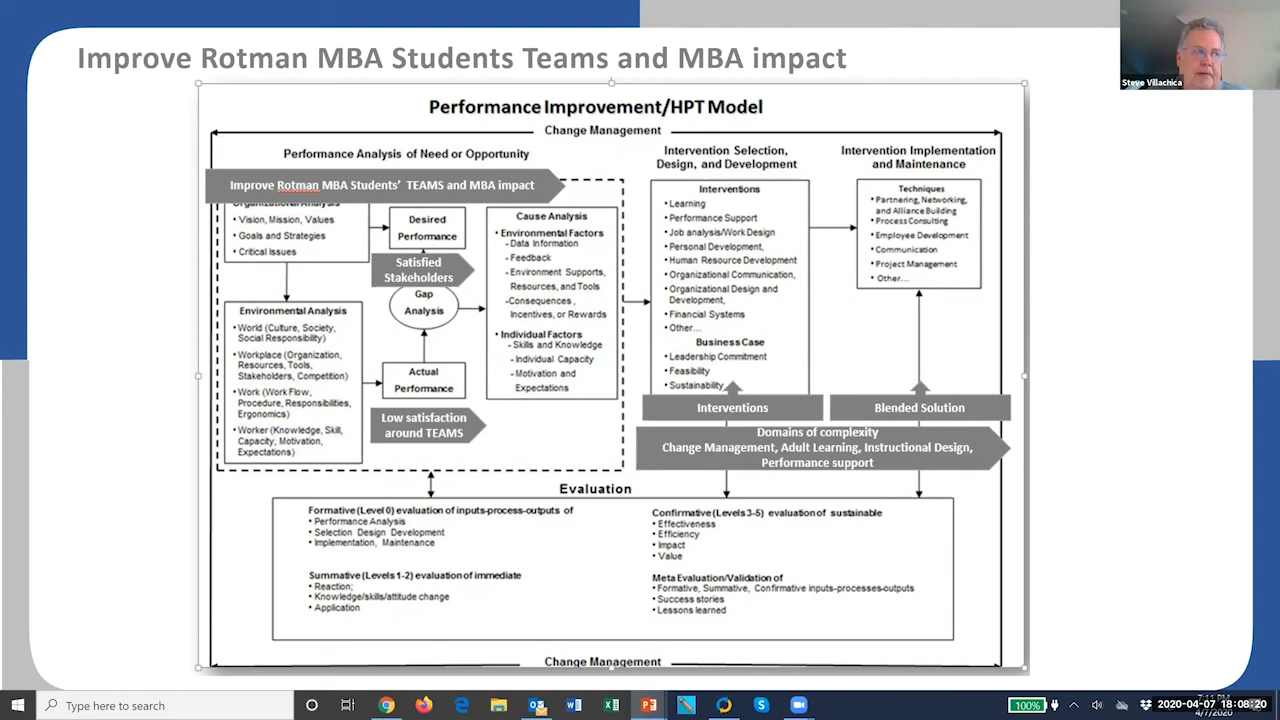 Improve Rotman MBA Students Teams and MBA impact
Steve Villachica
Performance Improvement/HPT Model
Change Management
Performance Analysis of Need or Opportunity
Improve Rotman MBA Students' TEAMS and MBA impact
Organizational Analysis
• Vision, Mission, Values
• Goals and Strategies
• Critical Issues
Desired
Performance
Satisfied
Stakeholders
Gap
Analysis
Actual
Performance
Low satisfaction
around TEAMS
Environmental Analysis
• World (Culture, Society,
Social Responsibility)
• Workplace (Organization,
Resources, Tools,
Stakeholders, Competition)
• Work (Work Flow,
Procedure, Responsibilities,
Ergonomics)
• Worker (Knowledge, Skill,
Capacity, Motivation,
Expectations)
Cause Analysis
• Environmental Factors
- Data Information
- Feedback
- Environment Supports,
Resources, and Tools
-Consequences,
Incentives, or Rewards
• Individual Factors
- Skills and Knowledge
- Individual Capacity
- Motivation and
Expectations
Intervention Selection,
Design, and Development
Interventions
• Learning
• Performance Support
• Job analysis/Work Design
• Personal Development,
• Human Resource Development
• Organizational Communication,
• Organizational Design and
Development,
• Financial Systems
• Other...
Business Case
• Leadership Commitment
• Feasibility
• Sustainability
Interventions
Intervention Implementation
and Maintenance
Techniques
• Partnering, Networking,
and Alliance Building
• Process Consulting
• Employee Development
• Communication
• Project Management
• Other...
Blended Solution
Domains of complexity
Change Management, Adult Learning, Instructional Design,
Performance support
Evaluation
Formative (Level 0) evaluation of inputs-process-outputs of
• Performance Analysis
• Selection Design Development
• Implementation, Maintenance
Summative (Levels 1-2) evaluation of immediate
• Reaction;
• Knowledge/skills/attitude change
• Application
Confirmative (Levels 3-5) evaluation of sustainable
• Effectiveness
• Efficiency
• Impact
• Value
Meta Evaluation/Validation of
• Formative, Summative, Confirmative inputs-processes-outputs
• Success stories
• Lessons learned
Change Management
Type here to search
100%
7:11 PM
4/7/2020
2020-04-07 18:08:20